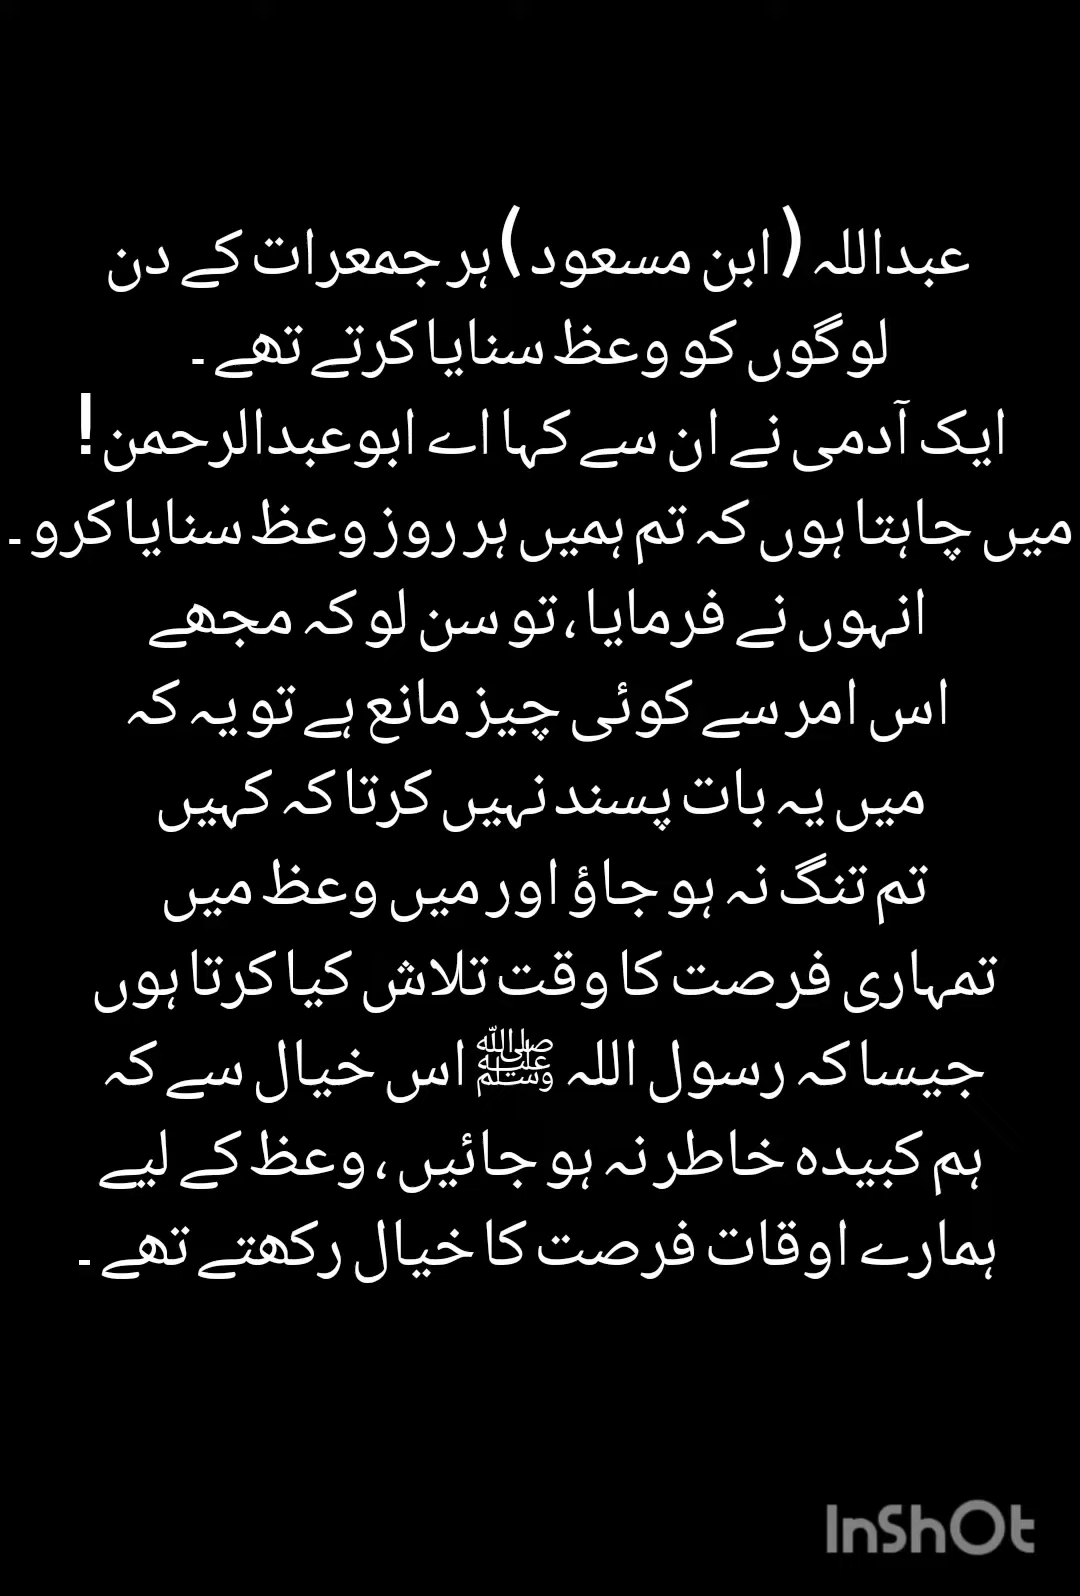 عبداللہ (ابن مسعود) ہر جمعرات کے دن
لوگوں کو وعظ سنایا کرتے تھے۔
ایک آدمی نے ان سے کہا اے ابوعبدالرحمن!
میں چاہتا ہوں کہ تم ہمیں ہر روز وعظ سنایا کرو۔
انہوں نے فرمایا، تو سن لو کہ مجھے
اس امر سے کوئی چیز مانع ہے تو یہ کہ
میں یہ بات پسند نہیں کرتا کہ کہیں
تم تنگ نہ ہو جاؤ اور میں وعظ میں
تمہاری فرصت کا وقت تلاش کیا کرتا ہوں
جیسا کہ رسول اللہ ﷺ اس خیال سے کہ
ہم کبیدہ خاطر نہ ہو جائیں، وعظ کے لیے
ہمارے اوقات فرصت کا خیال رکھتے تھے۔
InShOt